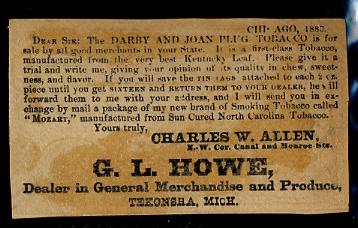 CHICAGO, 1885.
DEAR SIR: The DARBY AND JOAN PLUG TOBACCO is for
sale by all good merchants in your State. It is a first-class Tobacco,
manufactured from the very best Kentucky Leaf. Please give it a
trial and write me, giving your opinion of its quality in chew, sweet-
ness, and flavor. If you will save the TIN TAGS attached to each 2 oz.
piece until you get SIXTEEN and RETURN THEM TO YOUR DEALER, he will
forward them to me with your address, and I will send you in ex-
change by mail a package of my new brand of Smoking Tobacco called
"MOZART," manufactured from Sun Cured North Carolina Tobacco.
Yours truly,
CHARLES W. ALLEN,
N.-W. Cor. Canal and Monroe Sts.
G. L. HOWE,
Dealer in General Merchandise and Produce,
TEKONSHA, MICH.